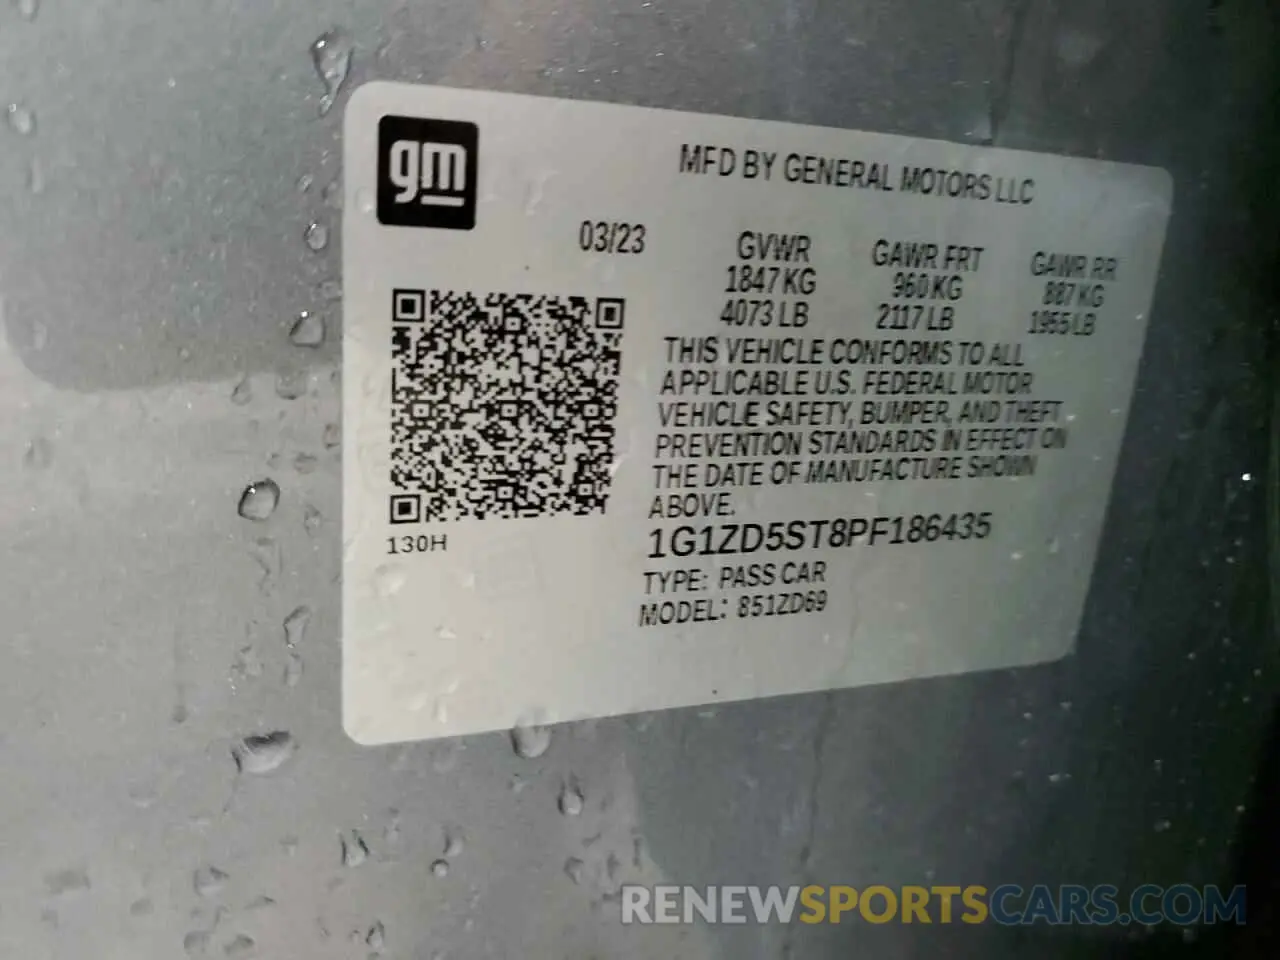 gm
MFD BY GENERAL MOTORS LLC
03/23 GVWR GAWR FRT GAWR RR
1847 KG 960 KG 887 KG
4073 LB 2117 LB 1955 LB
THIS VEHICLE CONFORMS TO ALL
APPLICABLE U.S. FEDERAL MOTOR
VEHICLE SAFETY, BUMPER, AND THEFT
PREVENTION STANDARDS IN EFFECT ON
THE DATE OF MANUFACTURE SHOWN
ABOVE.
1G1ZD5ST8PF186435
130H
TYPE: PASS CAR
MODEL: 851ZD69
RENEWSPORTSCARS.COM